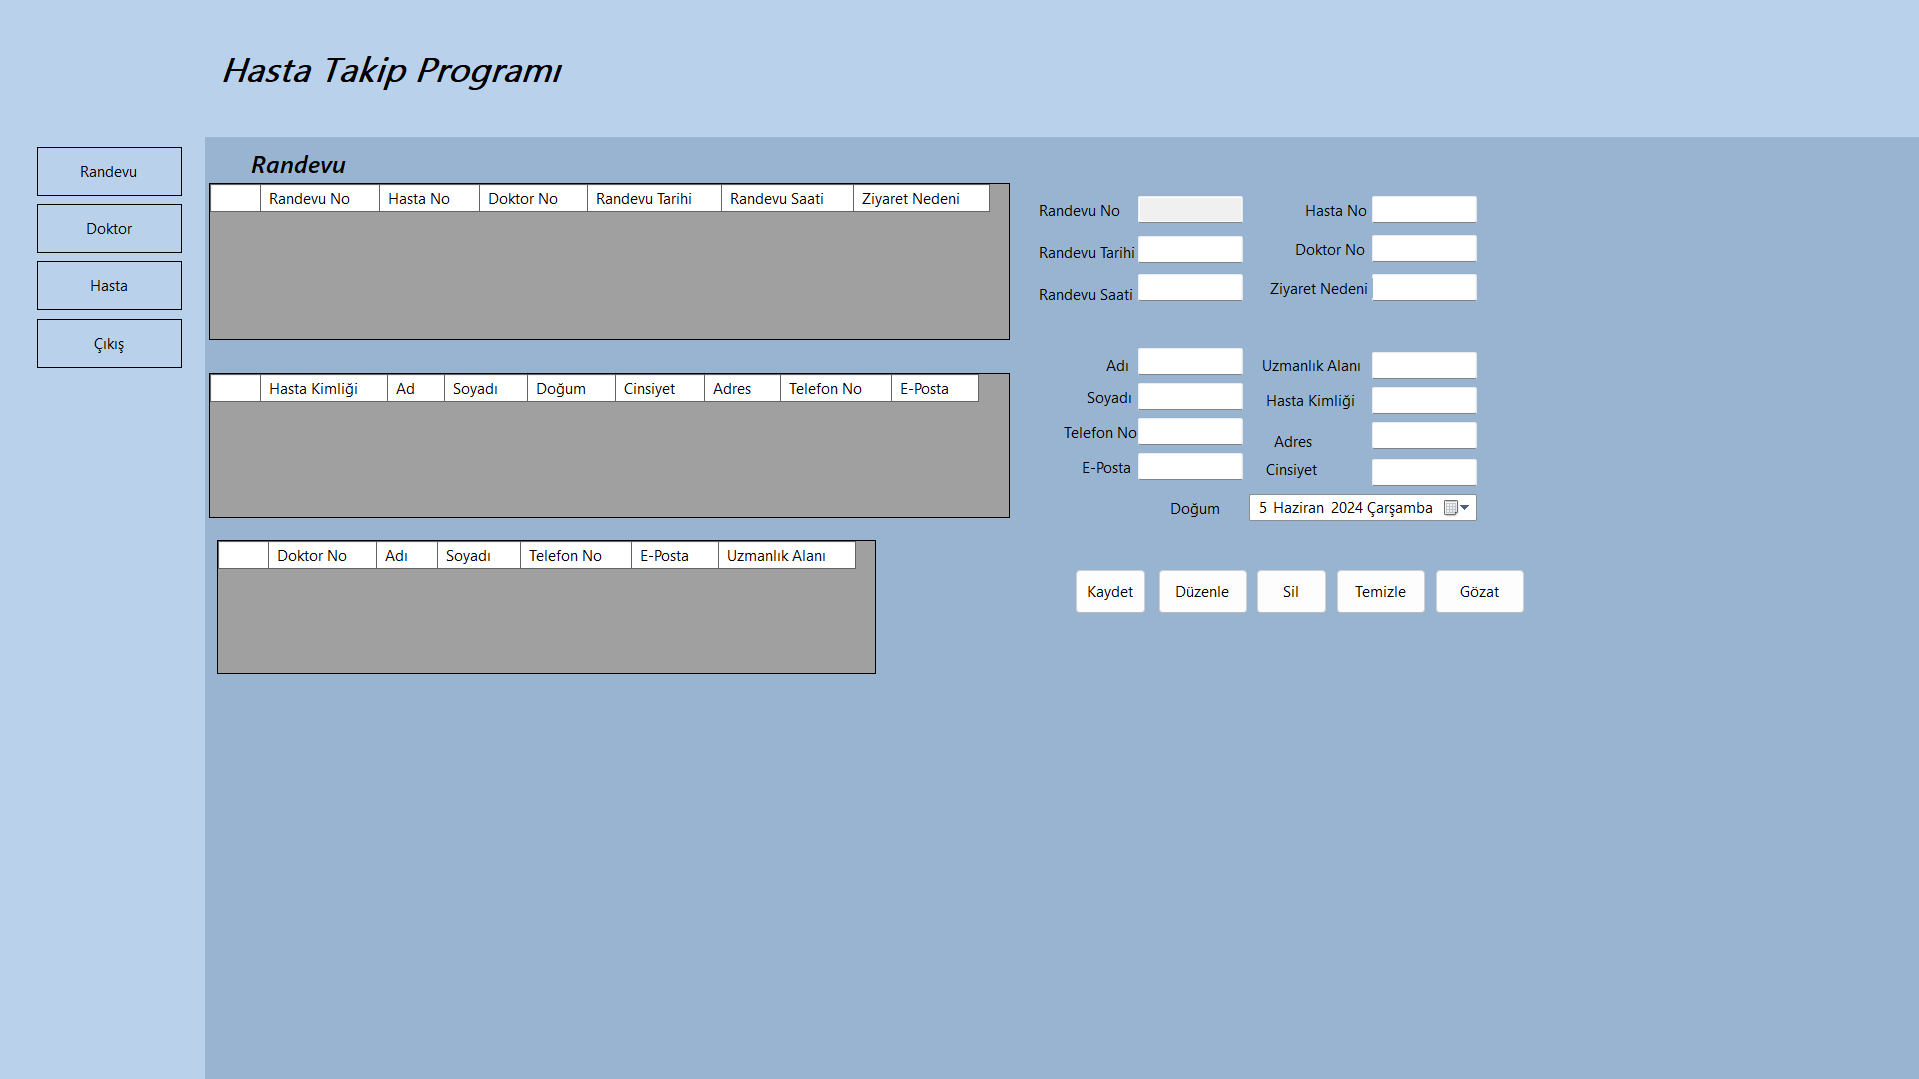 Hasta Takip Programı
Randevu
Doktor
Hasta
Çıkış
Randevu
Randevu No Hasta No Doktor No Randevu Tarihi Randevu Saati Ziyaret Nedeni
Hasta Kimliği Ad Soyadı Doğum Cinsiyet Adres Telefon No E-Posta
Doktor No Adı Soyadı Telefon No E-Posta Uzmanlık Alanı
Randevu No Hasta No
Randevu Tarihi Doktor No
Randevu Saati Ziyaret Nedeni
Adı Uzmanlık Alanı
Soyadı Hasta Kimliği
Telefon No Adres
E-Posta Cinsiyet
Doğum 5 Haziran 2024 Çarşamba
Kaydet Düzenle Sil Temizle Gözat